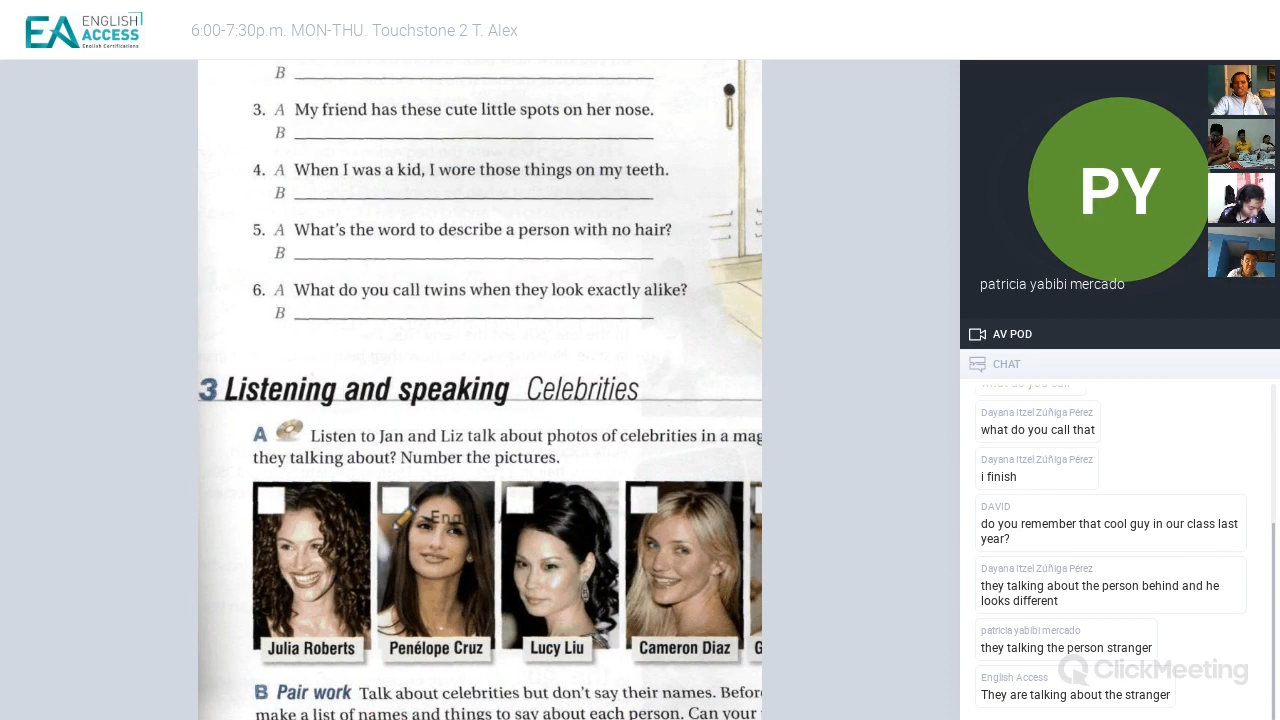 EA ENGLISH
ACCESS
English Certifications
6:00-7:30p.m. MON-THU. Touchstone 2 T. Alex
B
3. A My friend has these cute little spots on her nose.
B
4. A When I was a kid, I wore those things on my teeth.
B
5. A What's the word to describe a person with no hair?
B
6. A What do you call twins when they look exactly alike?
B
3 Listening and speaking Celebrities
A Listen to Jan and Liz talk about photos of celebrities in a mag
they talking about? Number the pictures.
Eng
Julia Roberts
Penélope Cruz
Lucy Liu
Cameron Diaz
G
B Pair work Talk about celebrities but don't say their names. Befor
make a list of names and things to say about each person. Can your
PY
patricia yabibi mercado
AV POD
CHAT
what do you call
Dayana Itzel Zúñiga Pérez
what do you call that
Dayana Itzel Zúñiga Pérez
i finish
DAVID
do you remember that cool guy in our class last
year?
Dayana Itzel Zúñiga Pérez
they talking about the person behind and he
looks different
patricia yabibi mercado
they talking the person stranger
English Access
They are talking about the stranger
ClickMeeting